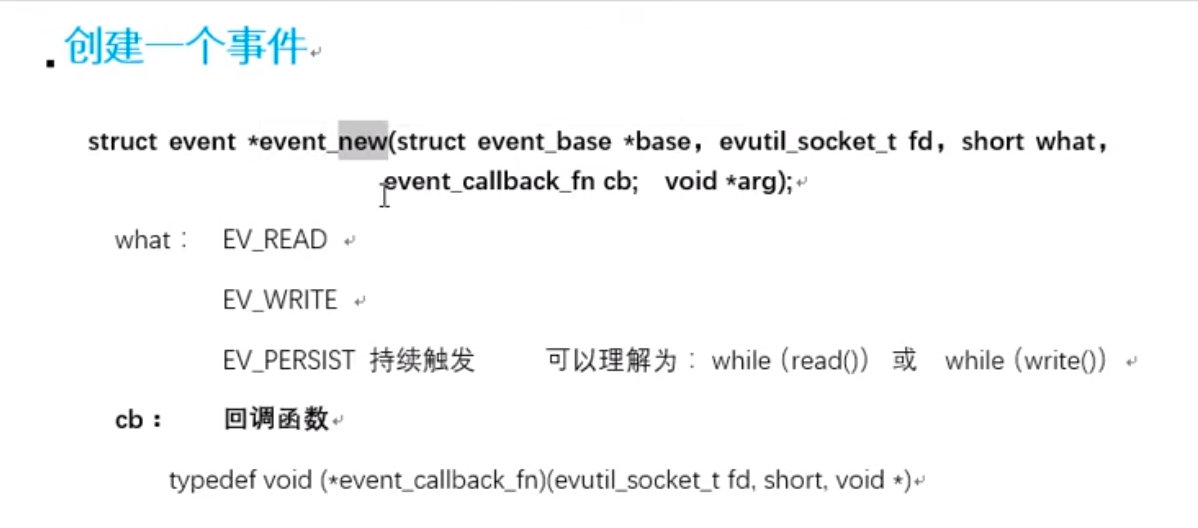 创建一个事件
struct event *event_new(struct event_base *base，evutil_socket_t fd，short what，
event_callback_fn cb; void *arg);
what： EV_READ
EV_WRITE
EV_PERSIST 持续触发 可以理解为：while（read()） 或 while（write()）
cb： 回调函数
typedef void (*event_callback_fn)(evutil_socket_t fd, short, void *)